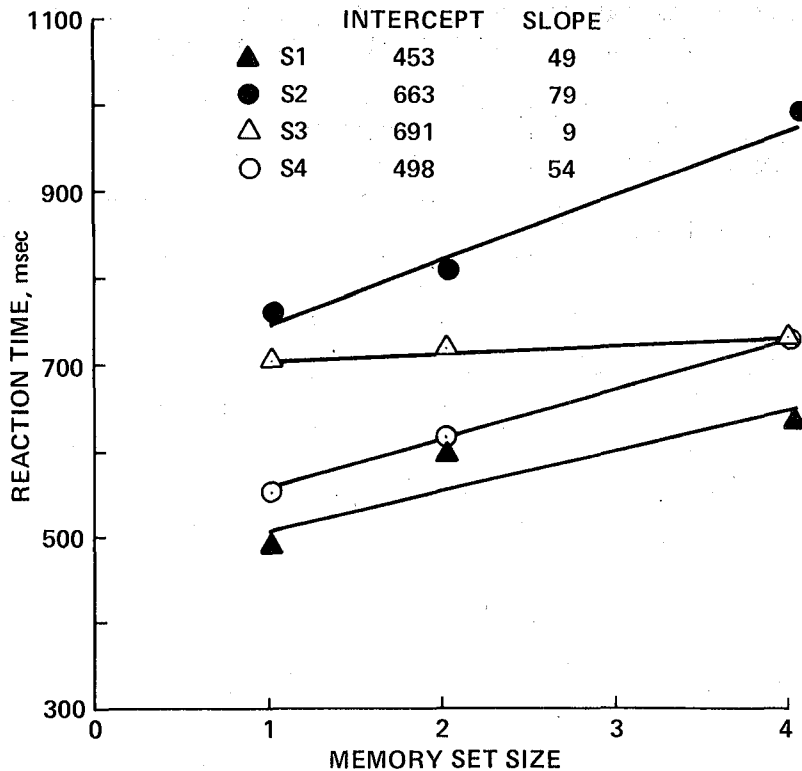 INTERCEPT SLOPE
S1 453 49
S2 663 79
S3 691 9
S4 498 54
1100
900
700
500
300
REACTION TIME, msec
0 1 2 3 4
MEMORY SET SIZE